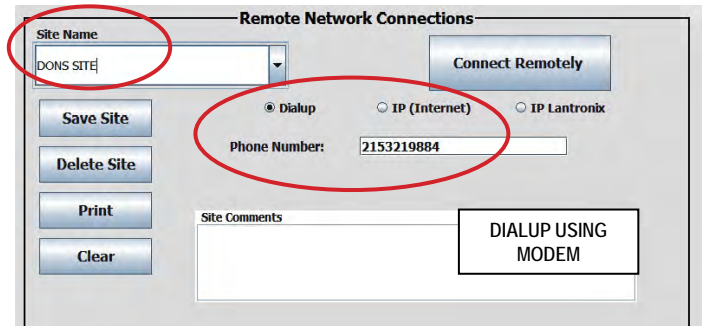 Remote Network Connections
Site Name
DONS SITE
Connect Remotely
Save Site
Dialup
IP (Internet)
IP Lantronix
Phone Number:
2153219884
Delete Site
Print
Site Comments
DIALUP USING
MODEM
Clear